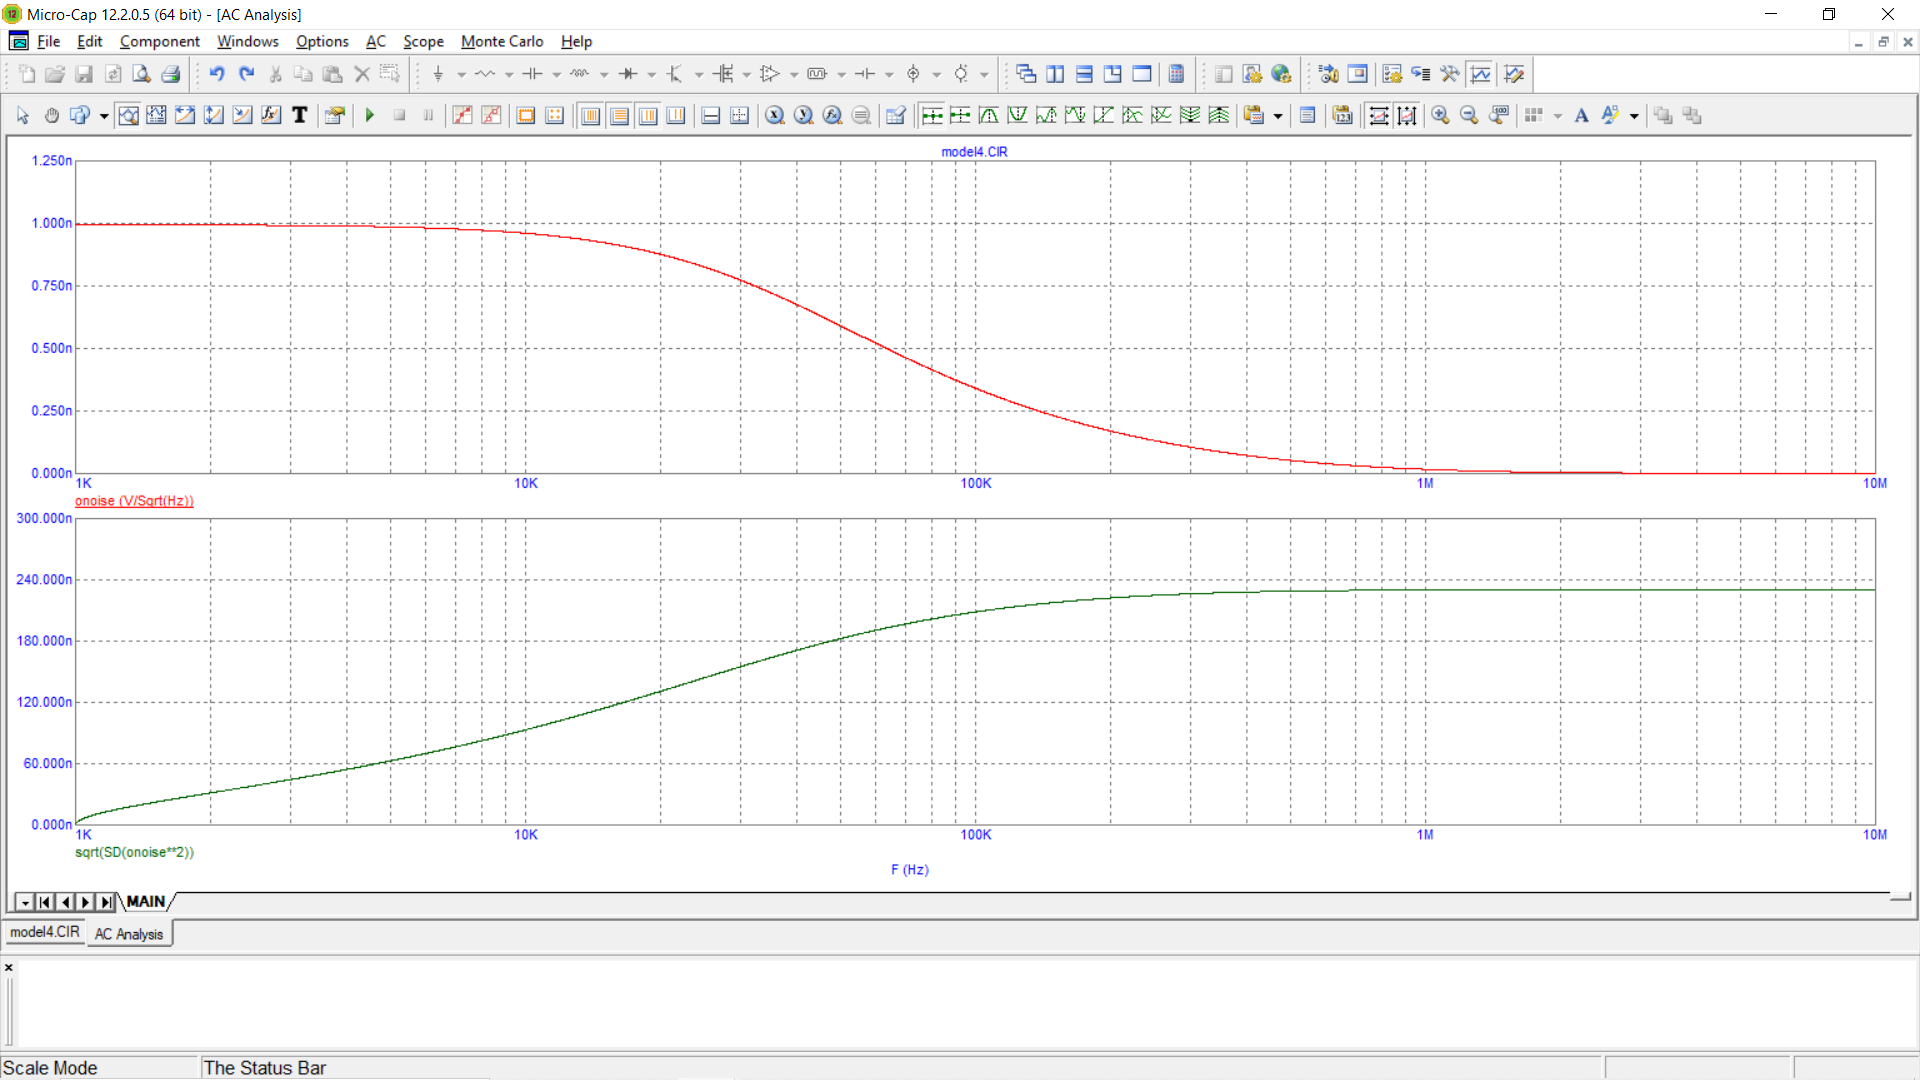 Micro-Cap 12.2.0.5 (64 bit) - [AC Analysis]
File Edit Component Windows Options AC Scope Monte Carlo Help
model4.CIR
1.250n
1.000n
0.750n
0.500n
0.250n
0.000n
1K 10K 100K 1M 10M
onoise (V/Sqrt(Hz))
300.000n
240.000n
180.000n
120.000n
60.000n
0.000n
1K 10K 100K 1M 10M
sqrt(SD(onoise**2))
F (Hz)
MAIN
model4.CIR AC Analysis
Scale Mode The Status Bar